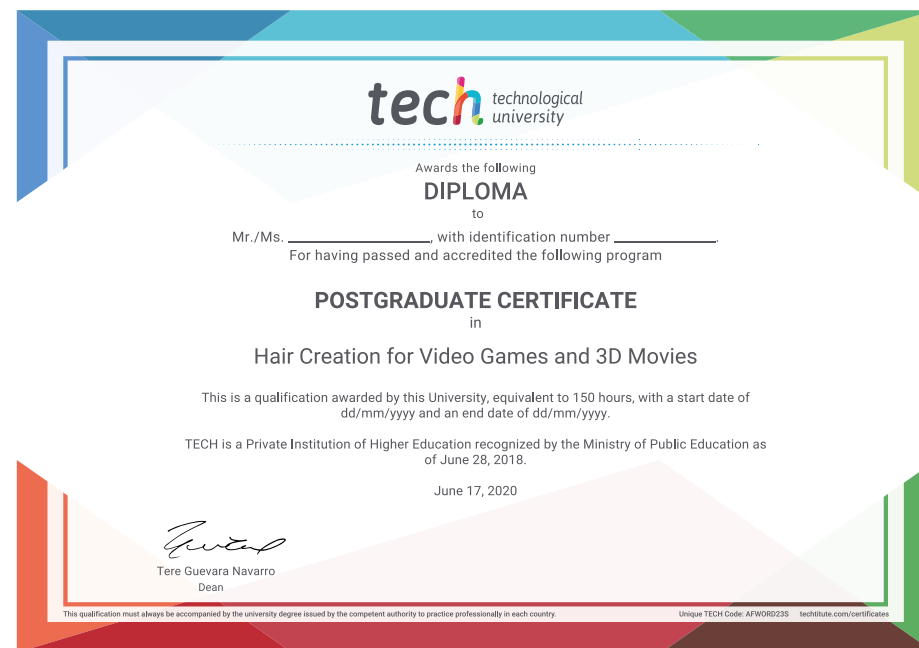 tech technological
university
Awards the following
DIPLOMA
to
Mr./Ms. ____________________, with identification number ______________.
For having passed and accredited the following program
POSTGRADUATE CERTIFICATE
in
Hair Creation for Video Games and 3D Movies
This is a qualification awarded by this University, equivalent to 150 hours, with a start date of
dd/mm/yyyy and an end date of dd/mm/yyyy.
TECH is a Private Institution of Higher Education recognized by the Ministry of Public Education as
of June 28, 2018.
June 17, 2020
Tere Guevara Navarro
Dean
This qualification must always be accompanied by the university degree issued by the competent authority to practice professionally in each country.
Unique TECH Code: AFWORD23S techtitute.com/certificates